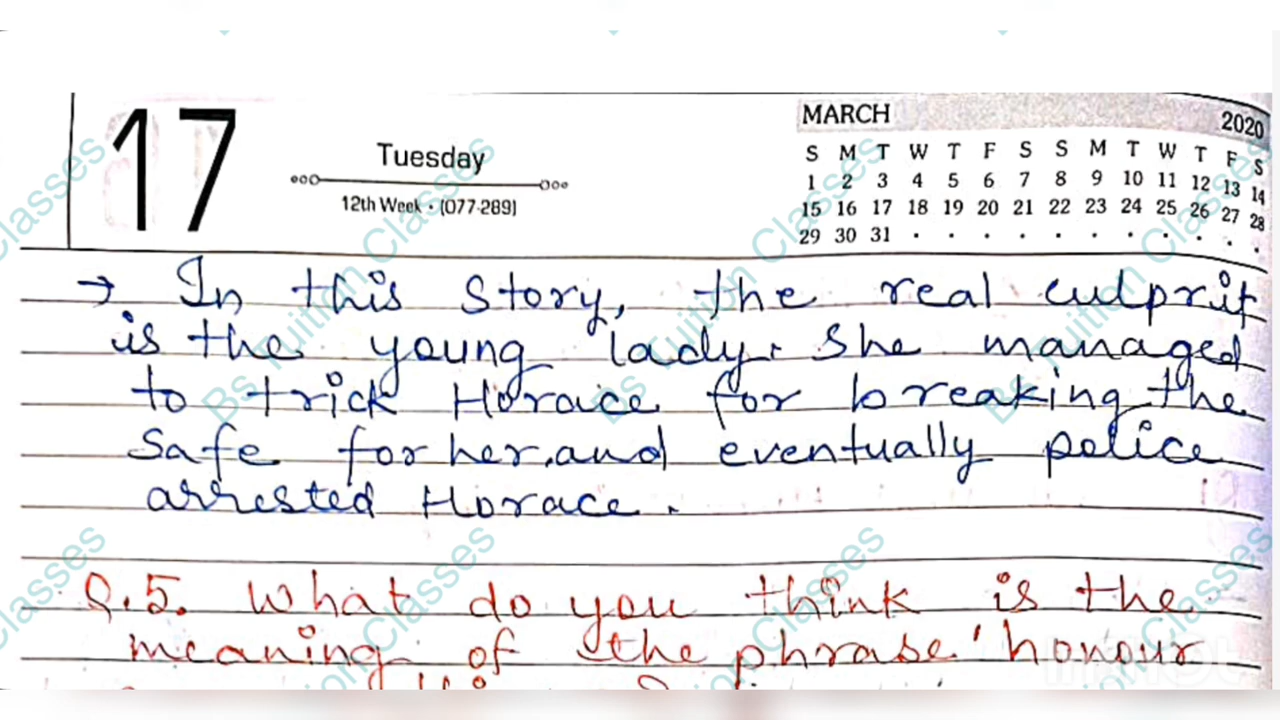 17
Tuesday
12th Week • (077-289)
MARCH 2020
S M T W T F S S M T W T F S
1 2 3 4 5 6 7 8 9 10 11 12 13 14
15 16 17 18 19 20 21 22 23 24 25 26 27 28
29 30 31 . . . . . . . . . . .
→ In this story, the real culprit
is the young lady. She managed
to trick Horace for breaking the
safe for her. and eventually police
arrested Horace.
Q.5. What do you think is the
meaning of the phrase 'honour
Bs Tuition Classes